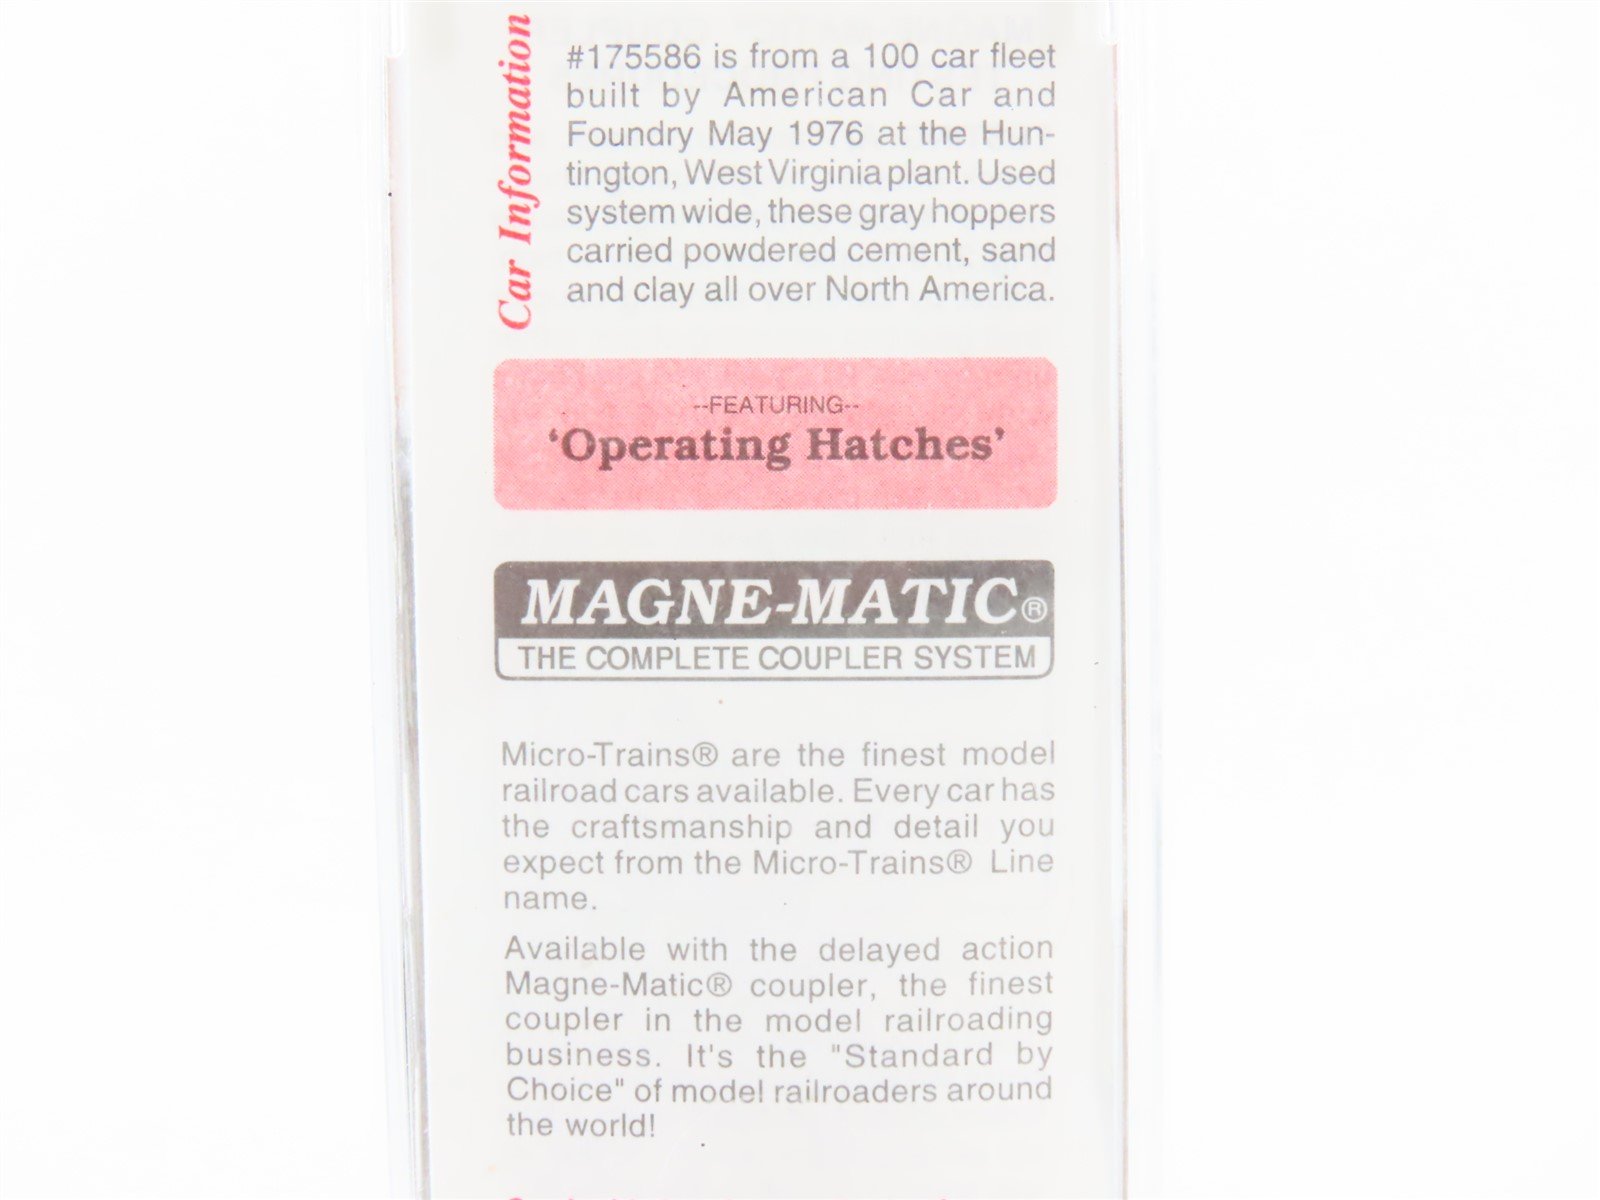 Car Information
#175586 is from a 100 car fleet
built by American Car and
Foundry May 1976 at the Hun-
tington, West Virginia plant. Used
system wide, these gray hoppers
carried powdered cement, sand
and clay all over North America.
--FEATURING--
'Operating Hatches'
MAGNE-MATIC®
THE COMPLETE COUPLER SYSTEM
Micro-Trains® are the finest model
railroad cars available. Every car has
the craftsmanship and detail you
expect from the Micro-Trains® Line
name.
Available with the delayed action
Magne-Matic® coupler, the finest
coupler in the model railroading
business. It's the "Standard by
Choice" of model railroaders around
the world!